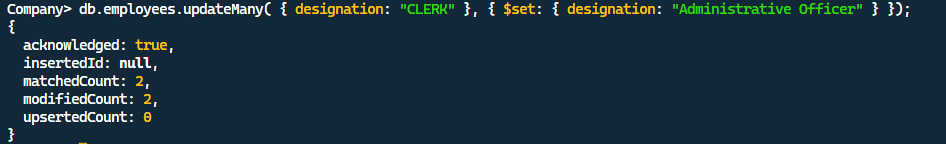 Company> db.employees.updateMany( { designation: "CLERK" }, { $set: { designation: "Administrative Officer" } });
{
  acknowledged: true,
  insertedId: null,
  matchedCount: 2,
  modifiedCount: 2,
  upsertedCount: 0
}